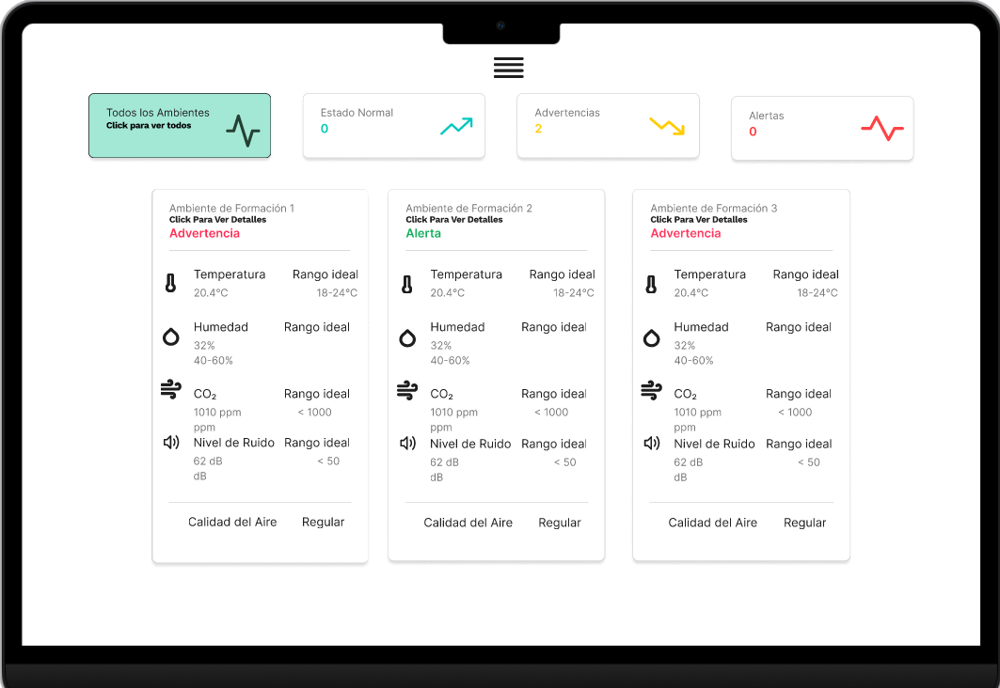 Todos los Ambientes
Click para ver todos
Estado Normal
0
Advertencias
2
Alertas
0
Ambiente de Formación 1
Click Para Ver Detalles
Advertencia
Temperatura Rango ideal
20.4°C 18-24°C
Humedad Rango ideal
32%
40-60%
CO₂ Rango ideal
1010 ppm < 1000
ppm
Nivel de Ruido Rango ideal
62 dB < 50
dB
Calidad del Aire Regular
Ambiente de Formación 2
Click Para Ver Detalles
Alerta
Temperatura Rango ideal
20.4°C 18-24°C
Humedad Rango ideal
32%
40-60%
CO₂ Rango ideal
1010 ppm < 1000
ppm
Nivel de Ruido Rango ideal
62 dB < 50
dB
Calidad del Aire Regular
Ambiente de Formación 3
Click Para Ver Detalles
Advertencia
Temperatura Rango ideal
20.4°C 18-24°C
Humedad Rango ideal
32%
40-60%
CO₂ Rango ideal
1010 ppm < 1000
ppm
Nivel de Ruido Rango ideal
62 dB < 50
dB
Calidad del Aire Regular